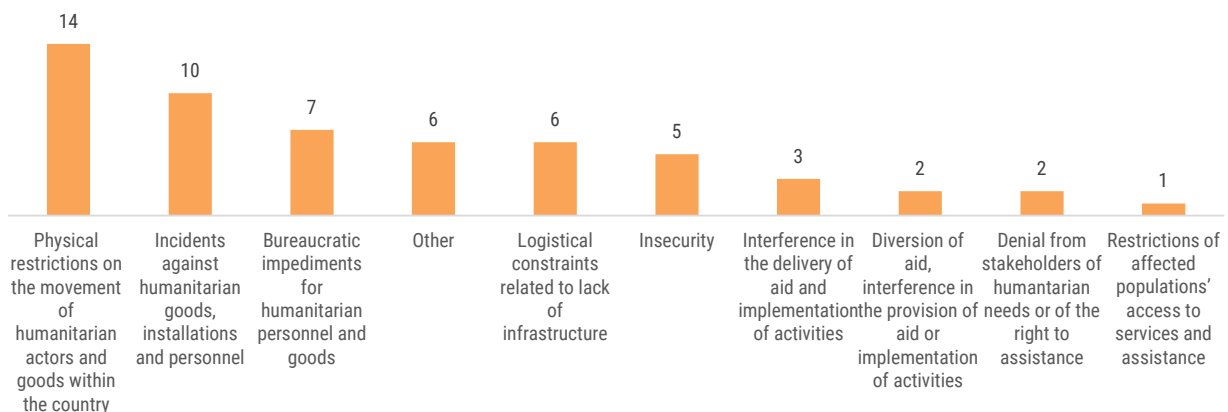 14
10
7
6
6
5
3
2
2
1
Physical
restrictions on
the movement
of
humanitarian
actors and
goods within
the country
Incidents
against
humanitarian
goods,
installations
and personnel
Bureaucratic
impediments
for
humanitarian
personnel and
goods
Other
Logistical
constraints
related to lack
of
infrastructure
Insecurity
Interference in
the delivery of
aid and
implementation
of activities
Diversion of
aid,
interference in
the provision of
aid or
implementation
of activities
Denial from
stakeholders of
humantarian
needs or of the
right to
assistance
Restrictions of
affected
populations’
access to
services and
assistance